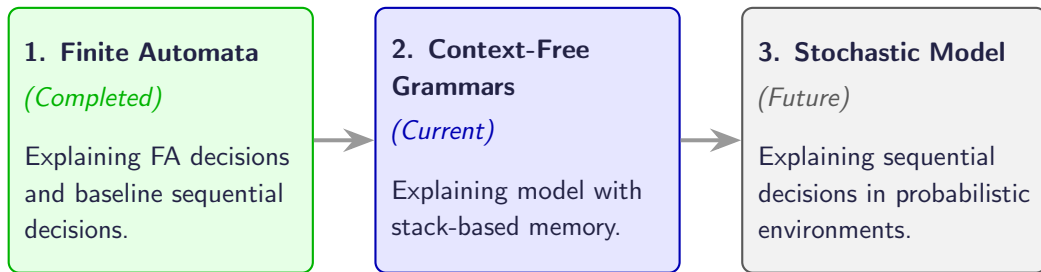 1. Finite Automata
(Completed)
Explaining FA decisions
and baseline sequential
decisions.
2. Context-Free
Grammars
(Current)
Explaining model with
stack-based memory.
3. Stochastic Model
(Future)
Explaining sequential
decisions in probabilistic
environments.